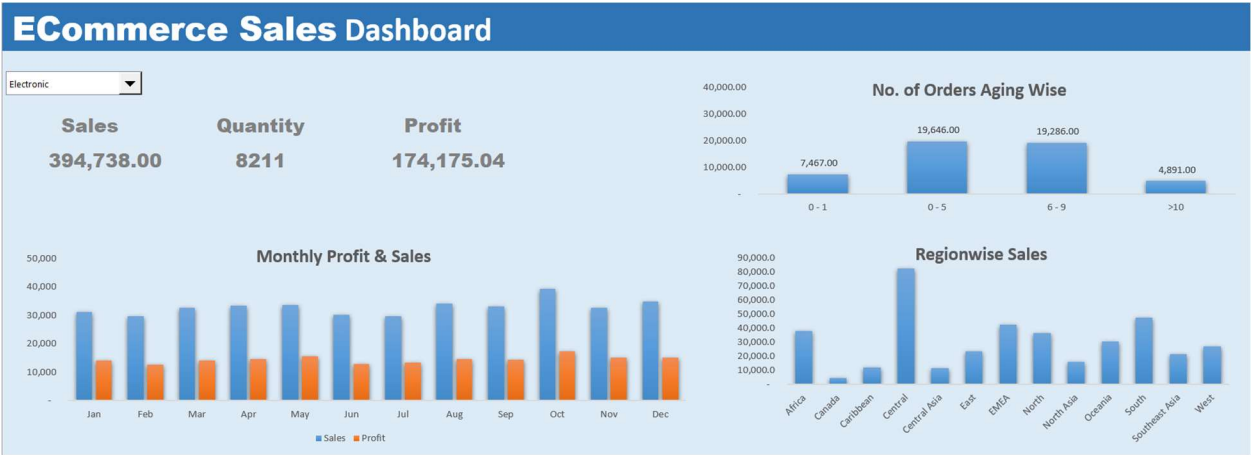 ECommerce Sales Dashboard
Electronic
Sales Quantity Profit
394,738.00 8211 174,175.04
No. of Orders Aging Wise
40,000.00
30,000.00
20,000.00
10,000.00
-
7,467.00 19,646.00 19,286.00 4,891.00
0 - 1 0 - 5 6 - 9 >10
Monthly Profit & Sales
50,000
40,000
30,000
20,000
10,000
-
Jan Feb Mar Apr May Jun Jul Aug Sep Oct Nov Dec
Sales Profit
Regionwise Sales
90,000.0
80,000.0
70,000.0
60,000.0
50,000.0
40,000.0
30,000.0
20,000.0
10,000.0
-
Africa Canada Caribbean Central Central Asia East EMEA North North Asia Oceania South Southeast Asia West